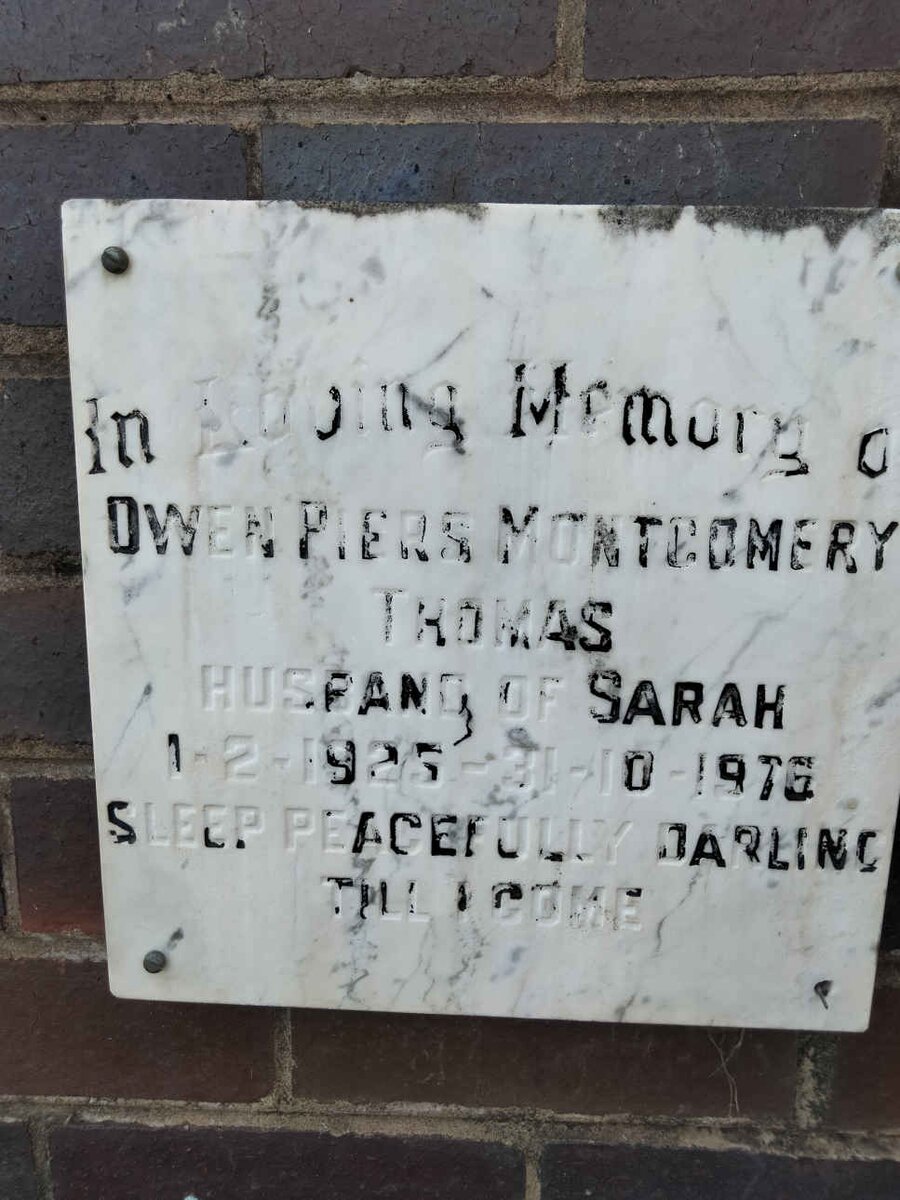 In Loving Memory o
OWEN PIERS MONTGOMERY
THOMAS
HUSBAND OF SARAH
1-2-1925-31-10-1976
SLEEP PEACEFULLY DARLING
TILL I COME